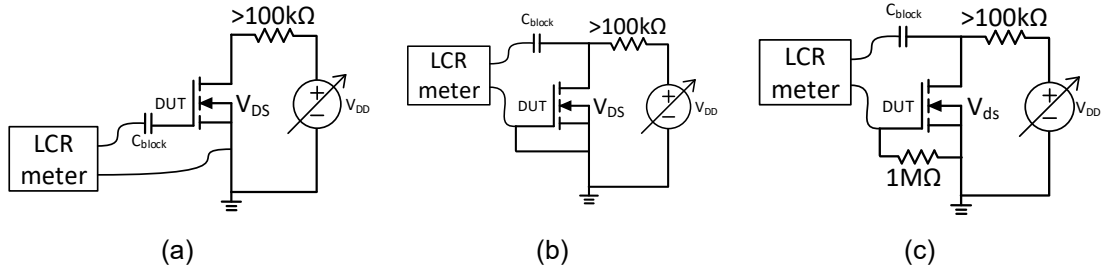 >100kΩ
DUT
V_DS
+
−
V_DD
C_block
LCR
meter
(a)
C_block
>100kΩ
LCR
meter
DUT
V_DS
+
−
V_DD
(b)
C_block
>100kΩ
LCR
meter
DUT
V_ds
+
−
V_DD
1MΩ
(c)